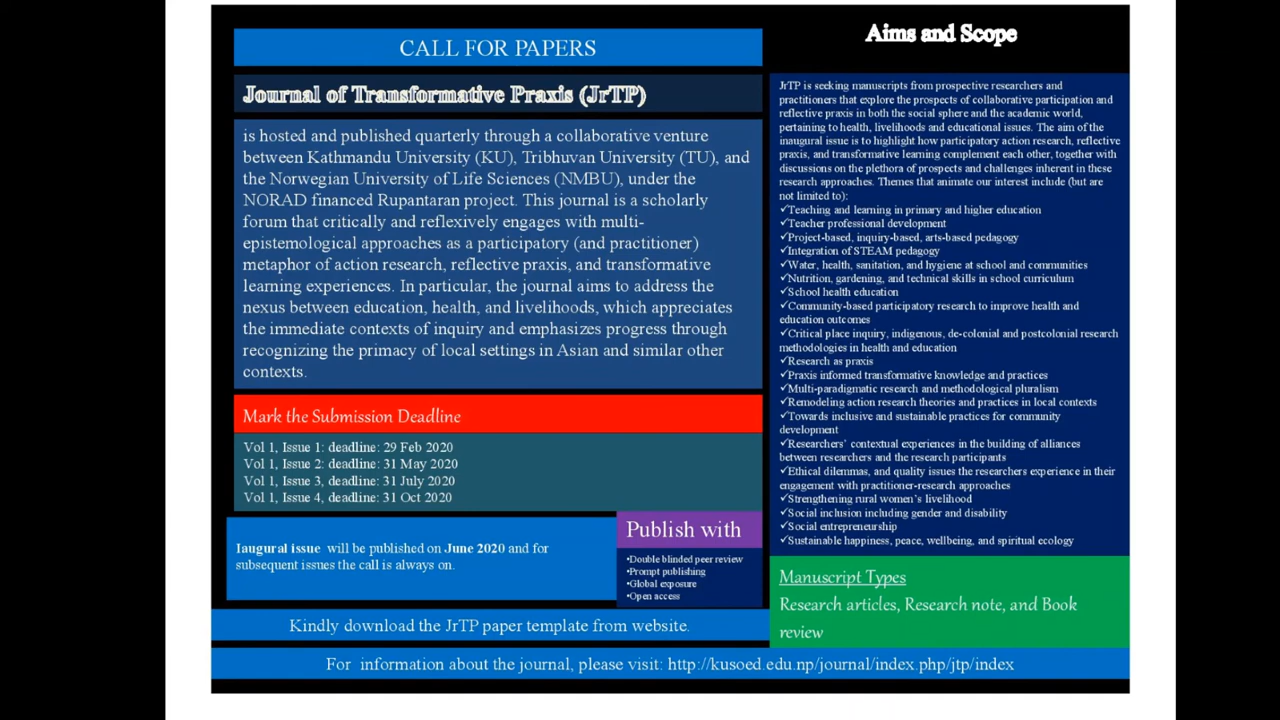 CALL FOR PAPERS
Journal of Transformative Praxis (JrTP)
is hosted and published quarterly through a collaborative venture
between Kathmandu University (KU), Tribhuvan University (TU), and
the Norwegian University of Life Sciences (NMBU), under the
NORAD financed Rupantaran project. This journal is a scholarly
forum that critically and reflexively engages with multi-
epistemological approaches as a participatory (and practitioner)
metaphor of action research, reflective praxis, and transformative
learning experiences. In particular, the journal aims to address the
nexus between education, health, and livelihoods, which appreciates
the immediate contexts of inquiry and emphasizes progress through
recognizing the primacy of local settings in Asian and similar other
contexts.
Mark the Submission Deadline
Vol 1, Issue 1: deadline: 29 Feb 2020
Vol 1, Issue 2: deadline: 31 May 2020
Vol 1, Issue 3, deadline: 31 July 2020
Vol 1, Issue 4, deadline: 31 Oct 2020
Iaugural issue will be published on June 2020 and for
subsequent issues the call is always on.
Publish with
•Double blinded peer review
•Prompt publishing
•Global exposure
•Open access
Kindly download the JrTP paper template from website.
Aims and Scope
JrTP is seeking manuscripts from prospective researchers and
practitioners that explore the prospects of collaborative participation and
reflective praxis in both the social sphere and the academic world,
pertaining to health, livelihoods and educational issues. The aim of the
inaugural issue is to highlight how participatory action research, reflective
praxis, and transformative learning complement each other, together with
discussions on the plethora of prospects and challenges inherent in these
research approaches. Themes that animate our interest include (but are
not limited to):
✓Teaching and learning in primary and higher education
✓Teacher professional development
✓Project-based, inquiry-based, arts-based pedagogy
✓Integration of STEAM pedagogy
✓Water, health, sanitation, and hygiene at school and communities
✓Nutrition, gardening, and technical skills in school curriculum
✓School health education
✓Community-based participatory research to improve health and
education outcomes
✓Critical place inquiry, indigenous, de-colonial and postcolonial research
methodologies in health and education
✓Research as praxis
✓Praxis informed transformative knowledge and practices
✓Multi-paradigmatic research and methodological pluralism
✓Remodeling action research theories and practices in local contexts
✓Towards inclusive and sustainable practices for community
development
✓Researchers' contextual experiences in the building of alliances
between researchers and the research participants
✓Ethical dilemmas, and quality issues the researchers experience in their
engagement with practitioner-research approaches
✓Strengthening rural women's livelihood
✓Social inclusion including gender and disability
✓Social entrepreneurship
✓Sustainable happiness, peace, wellbeing, and spiritual ecology
Manuscript Types
Research articles, Research note, and Book
review
For information about the journal, please visit: http://kusoed.edu.np/journal/index.php/jtp/index